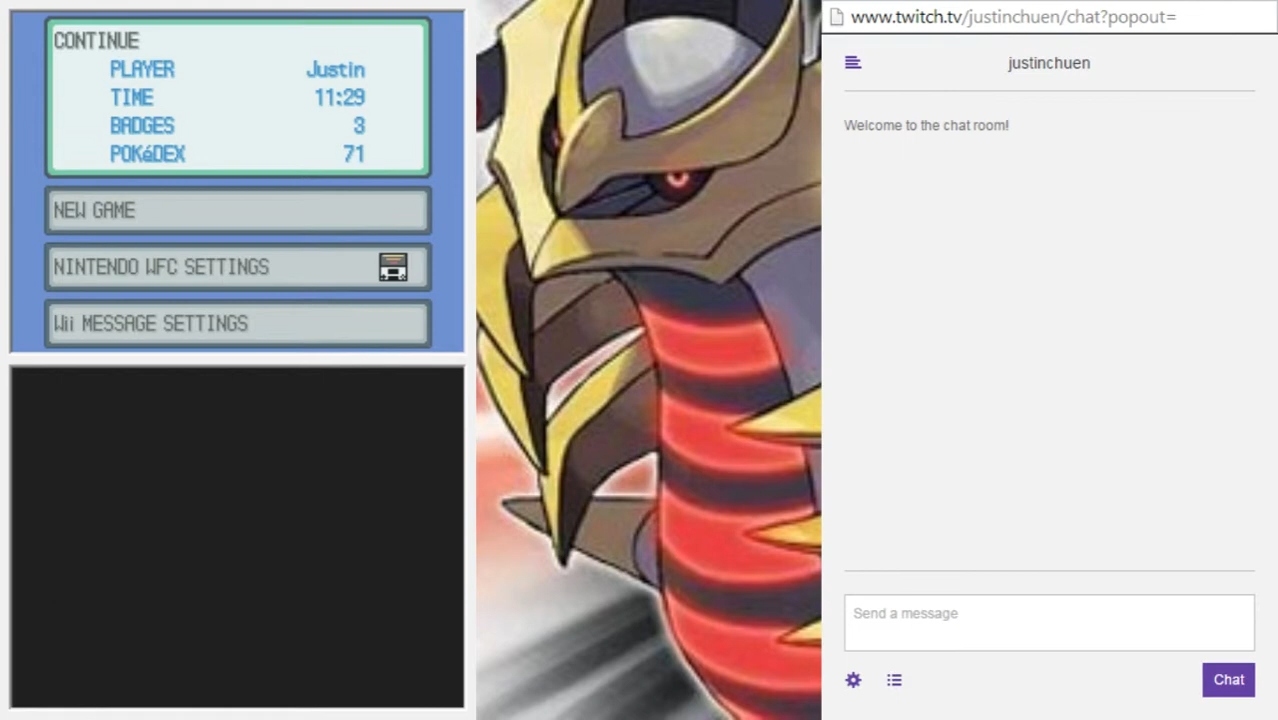 CONTINUE
PLAYER Justin
TIME 11:29
BADGES 3
POKéDEX 71
NEW GAME
NINTENDO WFC SETTINGS
Wii MESSAGE SETTINGS
www.twitch.tv/justinchuen/chat?popout=
justinchuen
Welcome to the chat room!
Send a message
Chat